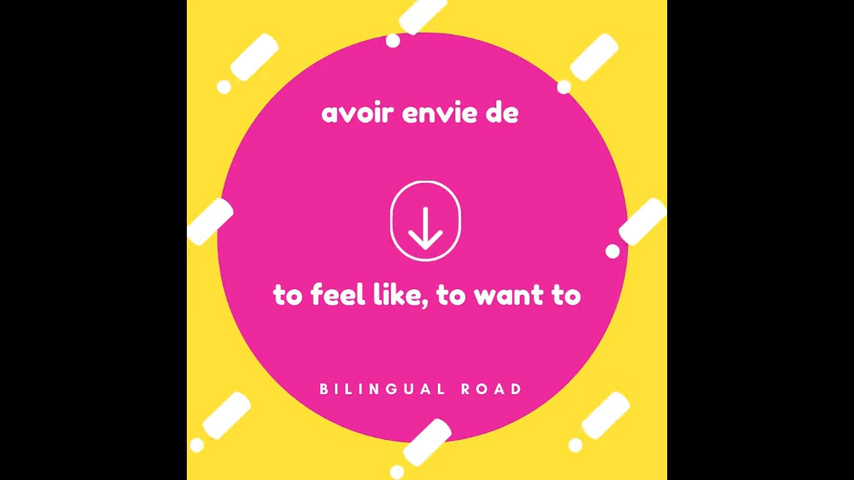 avoir envie de
to feel like, to want to
BILINGUAL ROAD